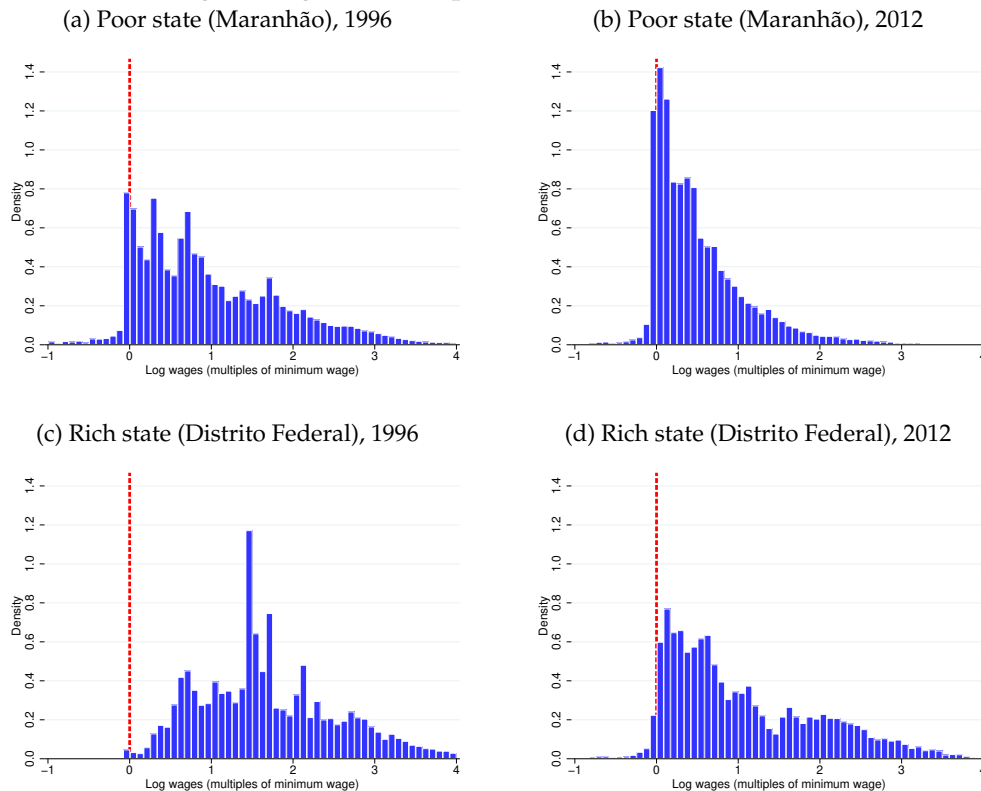 (a) Poor state (Maranhão), 1996
(b) Poor state (Maranhão), 2012
Density
0.0 0.2 0.4 0.6 0.8 1.0 1.2 1.4
−1 0 1 2 3 4
Log wages (multiples of minimum wage)
Density
0.0 0.2 0.4 0.6 0.8 1.0 1.2 1.4
−1 0 1 2 3 4
Log wages (multiples of minimum wage)
(c) Rich state (Distrito Federal), 1996
(d) Rich state (Distrito Federal), 2012
Density
0.0 0.2 0.4 0.6 0.8 1.0 1.2 1.4
−1 0 1 2 3 4
Log wages (multiples of minimum wage)
Density
0.0 0.2 0.4 0.6 0.8 1.0 1.2 1.4
−1 0 1 2 3 4
Log wages (multiples of minimum wage)